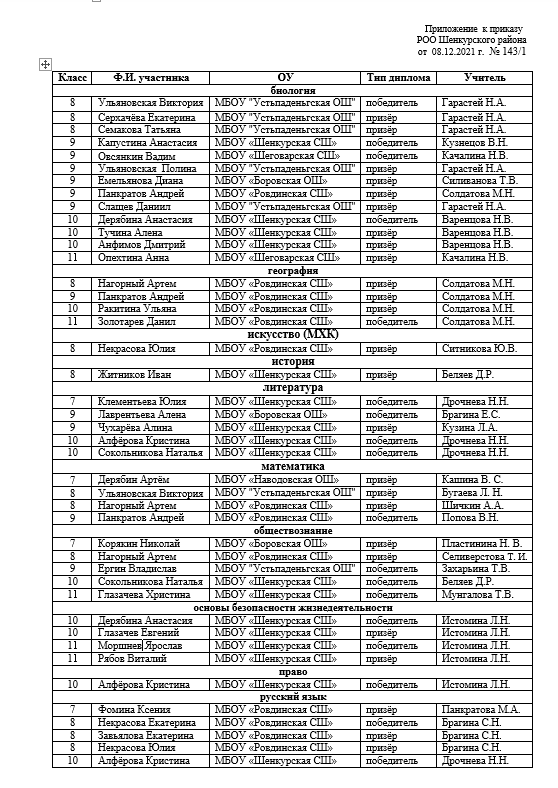 Приложение к приказу
РОО Шенкурского района
от 08.12.2021 г. № 143/1
Класс Ф.И. участника ОУ Тип диплома Учитель
биология
8 Ульяновская Виктория МБОУ "Устьпаденьгская ОШ" победитель Гарастей Н.А.
8 Серхачёва Екатерина МБОУ "Устьпаденьгская ОШ" призёр Гарастей Н.А.
8 Семакова Татьяна МБОУ "Устьпаденьгская ОШ" призёр Гарастей Н.А.
9 Капустина Анастасия МБОУ «Шенкурская СШ» победитель Кузнецов В.Н.
9 Овсянкин Вадим МБОУ «Шеговарская СШ» победитель Качалина Н.В.
9 Ульяновская Полина МБОУ "Устьпаденьгская ОШ" призёр Гарастей Н.А.
9 Емельянова Диана МБОУ «Боровская ОШ» призёр Силиванова Т.В.
9 Панкратов Андрей МБОУ «Ровдинская СШ» призёр Солдатова М.Н.
9 Слащев Даниил МБОУ "Устьпаденьгская ОШ" призёр Гарастей Н.А.
10 Дерябина Анастасия МБОУ «Шенкурская СШ» победитель Варенцова Н.В.
10 Тучина Алена МБОУ «Шенкурская СШ» призёр Варенцова Н.В.
10 Анфимов Дмитрий МБОУ «Шенкурская СШ» призёр Варенцова Н.В.
11 Опехтина Анна МБОУ «Шеговарская СШ» призёр Качалина Н.В.
география
8 Нагорный Артем МБОУ «Ровдинская СШ» призёр Солдатова М.Н.
9 Панкратов Андрей МБОУ «Ровдинская СШ» призёр Солдатова М.Н.
10 Ракитина Ульяна МБОУ «Ровдинская СШ» призёр Солдатова М.Н.
11 Золотарев Данил МБОУ «Ровдинская СШ» победитель Солдатова М.Н.
искусство (МХК)
8 Некрасова Юлия МБОУ «Ровдинская СШ» призёр Ситникова Ю.В.
история
8 Житников Иван МБОУ «Шенкурская СШ» призёр Беляев Д.Р.
литература
7 Клементьева Юлия МБОУ «Шенкурская СШ» победитель Дрочнева Н.Н.
9 Лаврентьева Алена МБОУ «Боровская ОШ» победитель Брагина Е.С.
9 Чухарёва Алина МБОУ «Шенкурская СШ» призёр Кузина Л.А.
10 Алфёрова Кристина МБОУ «Шенкурская СШ» победитель Дрочнева Н.Н.
10 Сокольникова Наталья МБОУ «Шенкурская СШ» победитель Дрочнева Н.Н.
математика
7 Дерябин Артём МБОУ «Наводовская ОШ» призёр Кашина В. С.
8 Ульяновская Виктория МБОУ "Устьпаденьгская ОШ" призёр Бугаева Л. Н.
8 Нагорный Артем МБОУ «Ровдинская СШ» призёр Шичкин А.А.
9 Панкратов Андрей МБОУ «Ровдинская СШ» победитель Попова В.Н.
обществознание
7 Корякин Николай МБОУ «Боровская ОШ» призёр Пластинина Н. В.
8 Нагорный Артем МБОУ «Ровдинская СШ» призёр Селиверстова Т. И.
9 Ергин Владислав МБОУ "Устьпаденьгская ОШ" победитель Захарьина Т.В.
10 Сокольникова Наталья МБОУ «Шенкурская СШ» победитель Беляев Д.Р.
11 Глазачева Христина МБОУ «Шенкурская СШ» победитель Мунгалова Т.В.
основы безопасности жизнедеятельности
10 Дерябина Анастасия МБОУ «Шенкурская СШ» победитель Истомина Л.Н.
10 Глазачев Евгений МБОУ «Шенкурская СШ» призёр Истомина Л.Н.
11 Моршнев Ярослав МБОУ «Шенкурская СШ» победитель Истомина Л.Н.
11 Рябов Виталий МБОУ «Шенкурская СШ» призёр Истомина Л.Н.
право
10 Алфёрова Кристина МБОУ «Шенкурская СШ» победитель Истомина Л.Н.
русский язык
7 Фомина Ксения МБОУ «Ровдинская СШ» призёр Панкратова М.А.
8 Некрасова Екатерина МБОУ «Ровдинская СШ» победитель Брагина С.Н.
8 Завьялова Екатерина МБОУ «Ровдинская СШ» призёр Брагина С.Н.
8 Некрасова Юлия МБОУ «Ровдинская СШ» призёр Брагина С.Н.
10 Алфёрова Кристина МБОУ «Шенкурская СШ» победитель Дрочнева Н.Н.